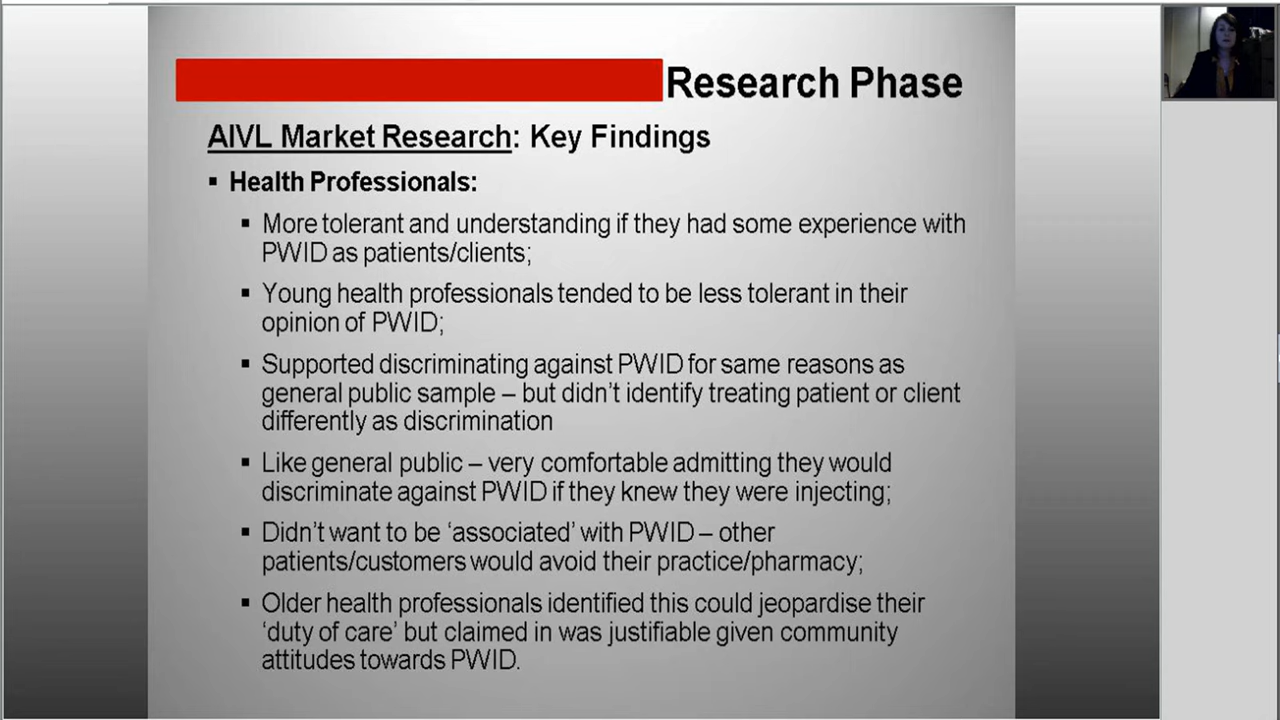 Research Phase
AIVL Market Research: Key Findings
▪ Health Professionals:
▪ More tolerant and understanding if they had some experience with
PWID as patients/clients;
▪ Young health professionals tended to be less tolerant in their
opinion of PWID;
▪ Supported discriminating against PWID for same reasons as
general public sample – but didn't identify treating patient or client
differently as discrimination
▪ Like general public – very comfortable admitting they would
discriminate against PWID if they knew they were injecting;
▪ Didn't want to be 'associated' with PWID – other
patients/customers would avoid their practice/pharmacy;
▪ Older health professionals identified this could jeopardise their
'duty of care' but claimed in was justifiable given community
attitudes towards PWID.